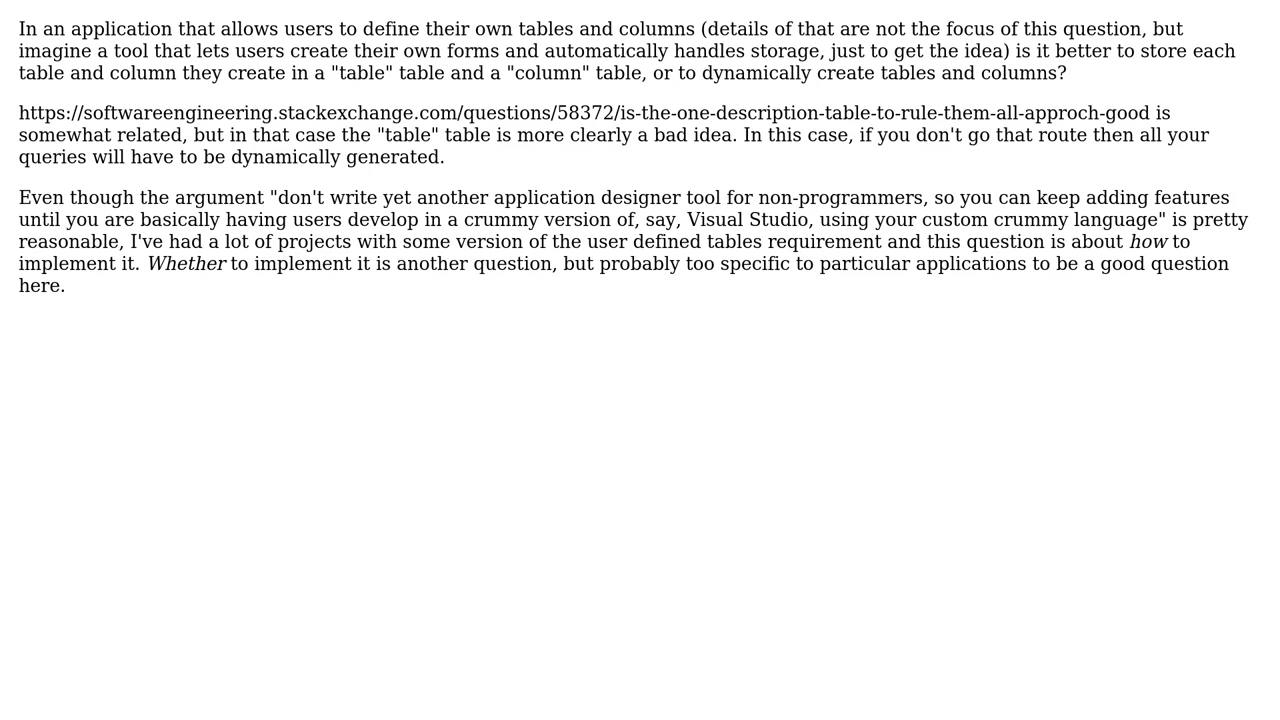 In an application that allows users to define their own tables and columns (details of that are not the focus of this question, but
imagine a tool that lets users create their own forms and automatically handles storage, just to get the idea) is it better to store each
table and column they create in a "table" table and a "column" table, or to dynamically create tables and columns?
https://softwareengineering.stackexchange.com/questions/58372/is-the-one-description-table-to-rule-them-all-approch-good is
somewhat related, but in that case the "table" table is more clearly a bad idea. In this case, if you don't go that route then all your
queries will have to be dynamically generated.
Even though the argument "don't write yet another application designer tool for non-programmers, so you can keep adding features
until you are basically having users develop in a crummy version of, say, Visual Studio, using your custom crummy language" is pretty
reasonable, I've had a lot of projects with some version of the user defined tables requirement and this question is about how to
implement it. Whether to implement it is another question, but probably too specific to particular applications to be a good question
here.